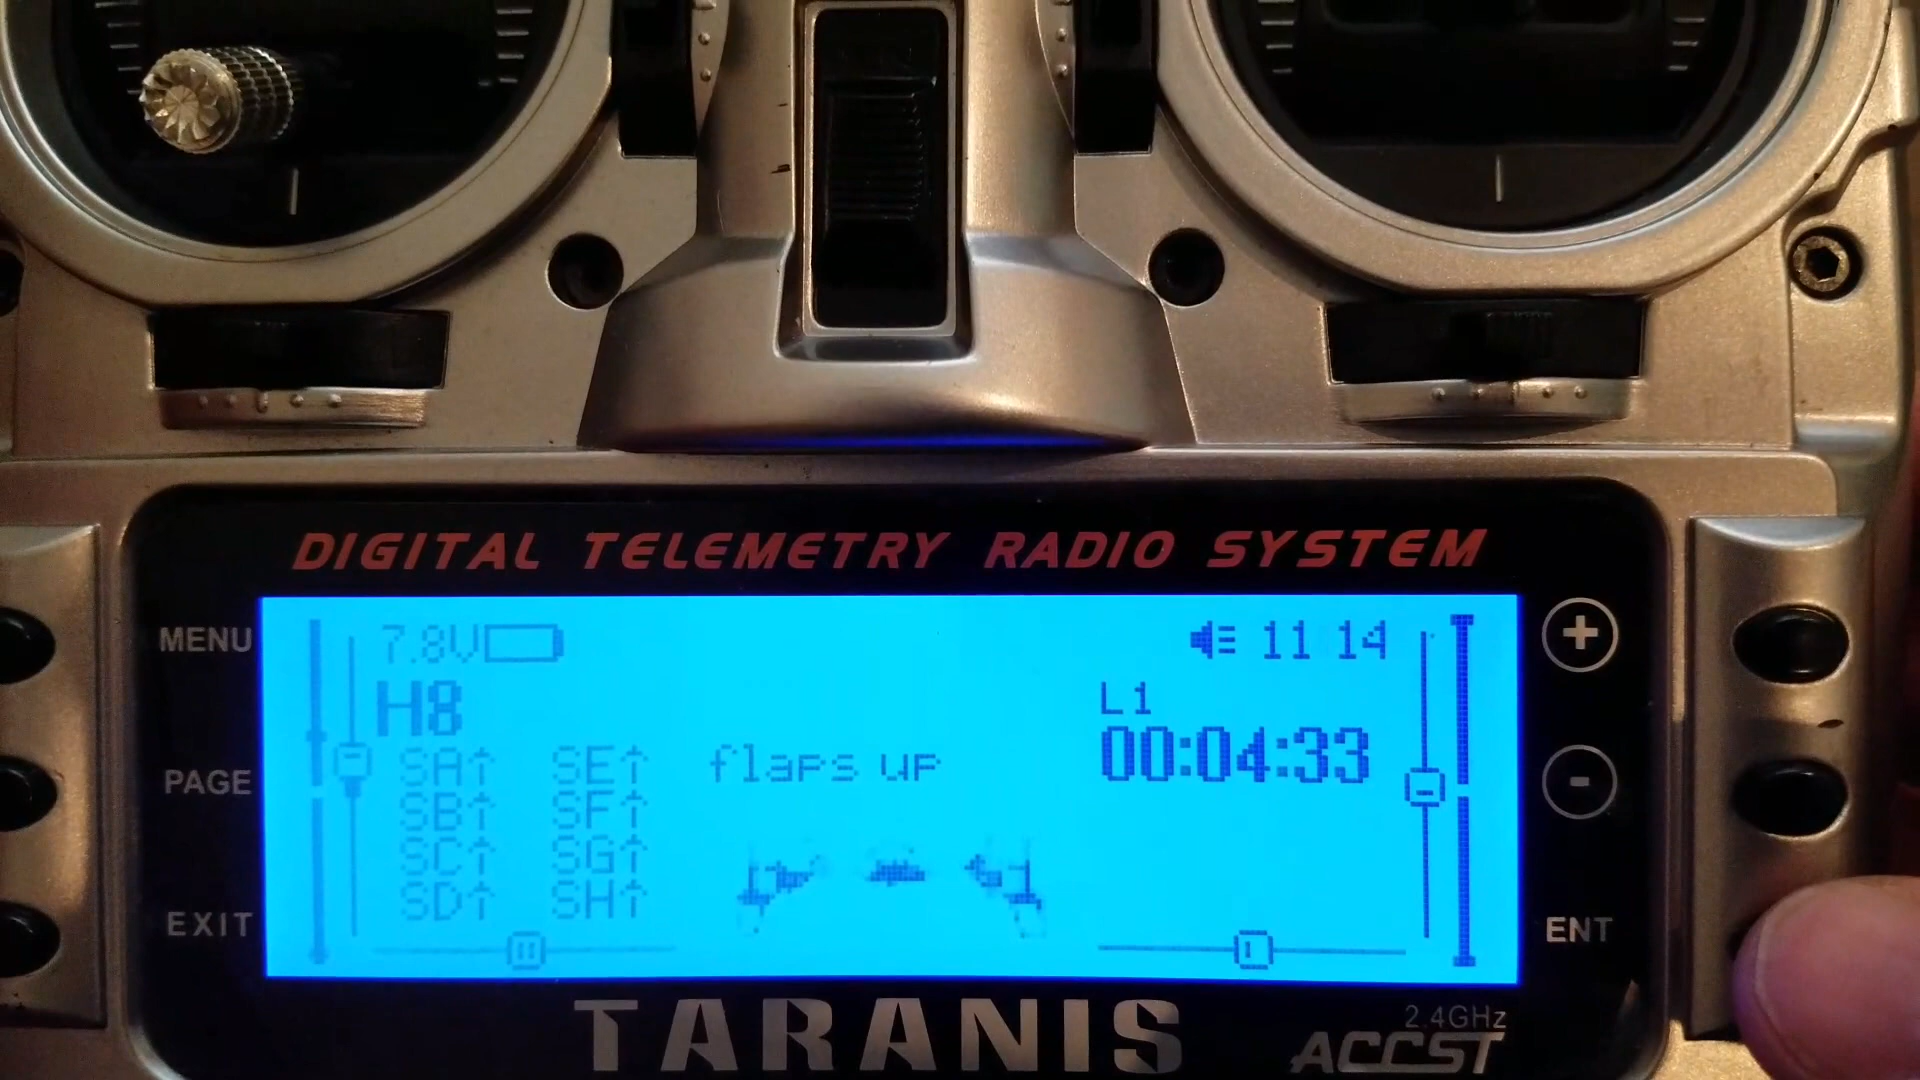 DIGITAL TELEMETRY RADIO SYSTEM
MENU
PAGE
EXIT
7.8V
H8
SA↑ SE↑
SB↑ SF↑
SC↑ SG↑
SD↑ SH↑
flaps up
11 14
L1
00:04:33
+
-
ENT
TARANIS
2.4GHz
ACCST